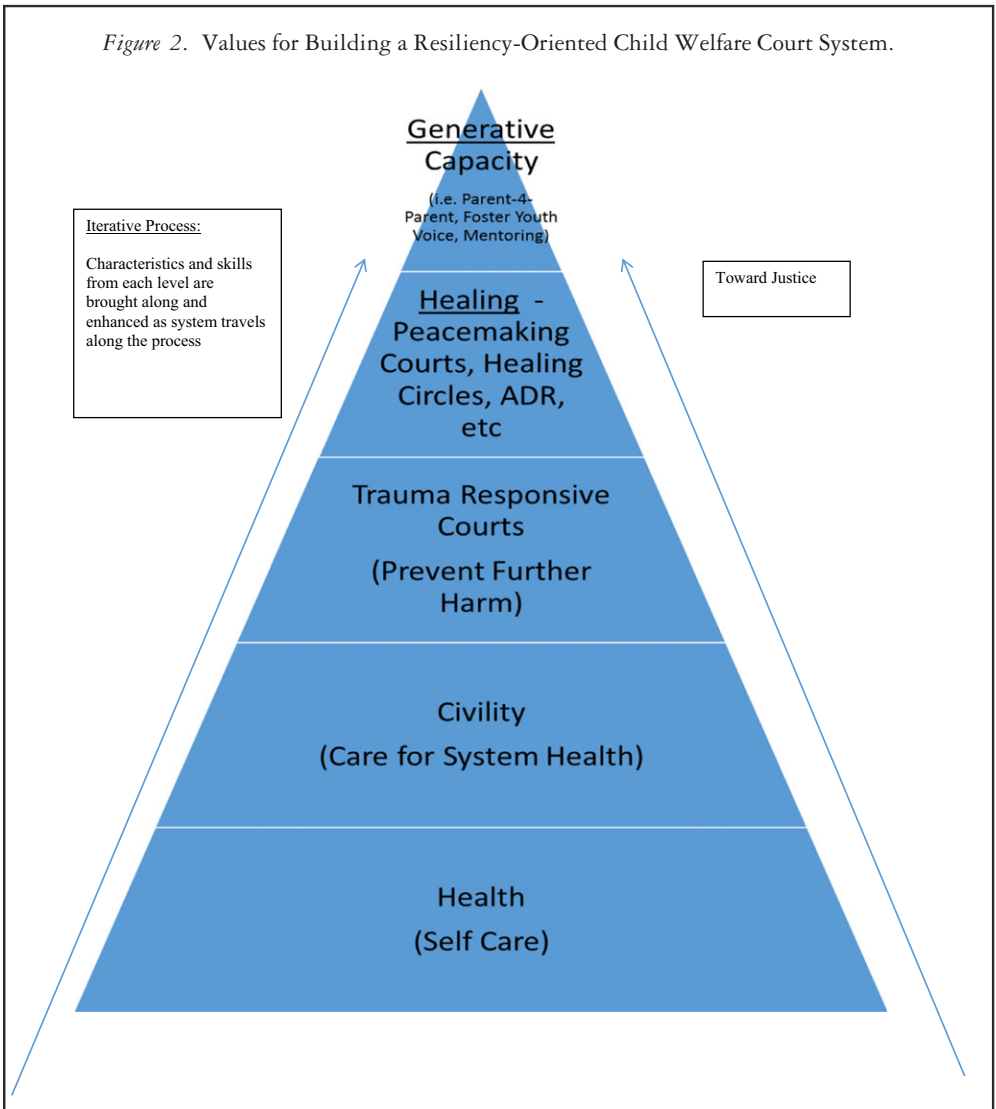 Figure 2. Values for Building a Resiliency-Oriented Child Welfare Court System.
Generative
Capacity
(i.e. Parent-4-
Parent, Foster Youth
Voice, Mentoring)
Iterative Process:
Characteristics and skills
from each level are
brought along and
enhanced as system travels
along the process
Toward Justice
Healing -
Peacemaking
Courts, Healing
Circles, ADR,
etc
Trauma Responsive
Courts
(Prevent Further
Harm)
Civility
(Care for System Health)
Health
(Self Care)